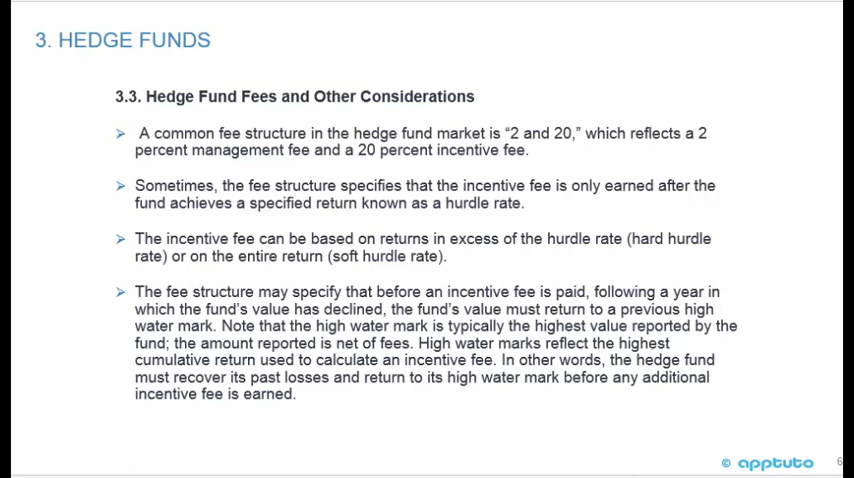 3. HEDGE FUNDS
3.3. Hedge Fund Fees and Other Considerations
➢ A common fee structure in the hedge fund market is “2 and 20,” which reflects a 2
percent management fee and a 20 percent incentive fee.
➢ Sometimes, the fee structure specifies that the incentive fee is only earned after the
fund achieves a specified return known as a hurdle rate.
➢ The incentive fee can be based on returns in excess of the hurdle rate (hard hurdle
rate) or on the entire return (soft hurdle rate).
➢ The fee structure may specify that before an incentive fee is paid, following a year in
which the fund’s value has declined, the fund’s value must return to a previous high
water mark. Note that the high water mark is typically the highest value reported by the
fund; the amount reported is net of fees. High water marks reflect the highest
cumulative return used to calculate an incentive fee. In other words, the hedge fund
must recover its past losses and return to its high water mark before any additional
incentive fee is earned.
© apptuto 6